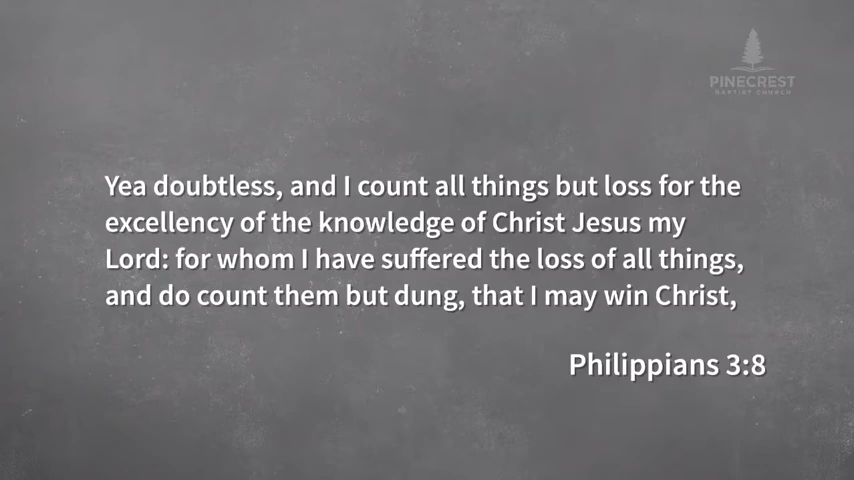 PINECREST
BAPTIST CHURCH
Yea doubtless, and I count all things but loss for the
excellency of the knowledge of Christ Jesus my
Lord: for whom I have suffered the loss of all things,
and do count them but dung, that I may win Christ,
Philippians 3:8